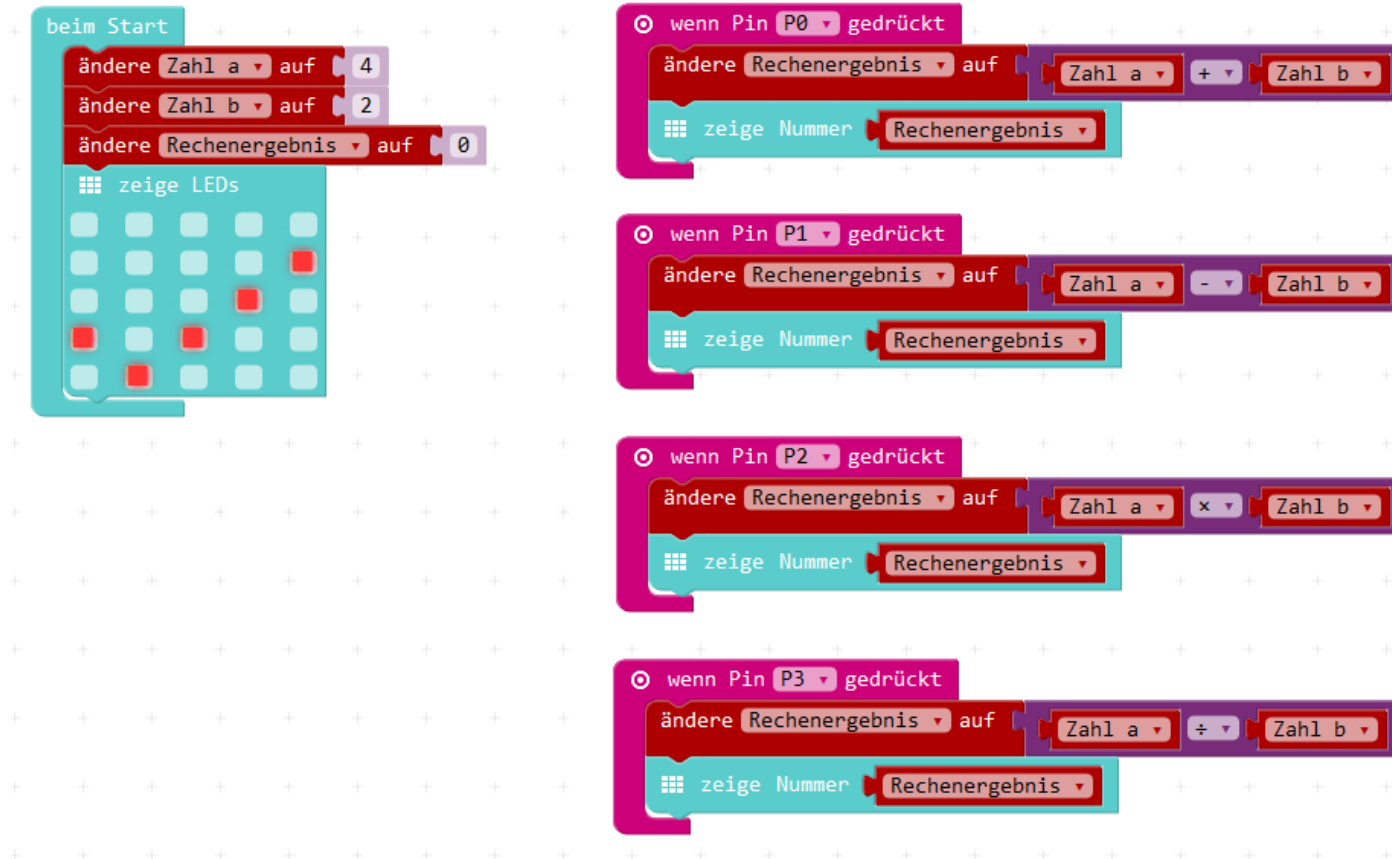 beim Start
ändere Zahl a auf 4
ändere Zahl b auf 2
ändere Rechenergebnis auf 0
zeige LEDs
wenn Pin P0 gedrückt
ändere Rechenergebnis auf Zahl a + Zahl b
zeige Nummer Rechenergebnis
wenn Pin P1 gedrückt
ändere Rechenergebnis auf Zahl a - Zahl b
zeige Nummer Rechenergebnis
wenn Pin P2 gedrückt
ändere Rechenergebnis auf Zahl a × Zahl b
zeige Nummer Rechenergebnis
wenn Pin P3 gedrückt
ändere Rechenergebnis auf Zahl a ÷ Zahl b
zeige Nummer Rechenergebnis